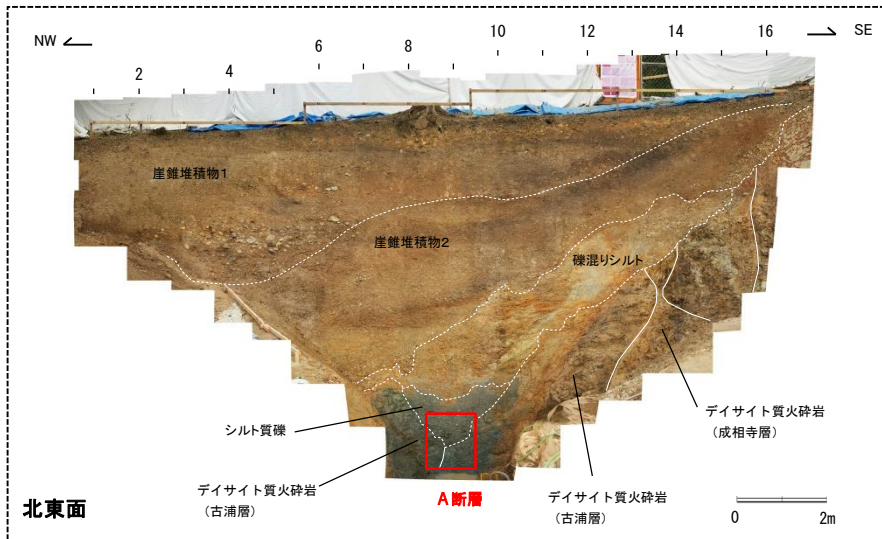 NW
2
4
6
8
10
12
14
16
SE
崖錐堆積物1
崖錐堆積物2
礫混りシルト
シルト質礫
デイサイト質火砕岩
(成相寺層)
デイサイト質火砕岩
(古浦層)
A断層
デイサイト質火砕岩
(古浦層)
北東面
0
2m